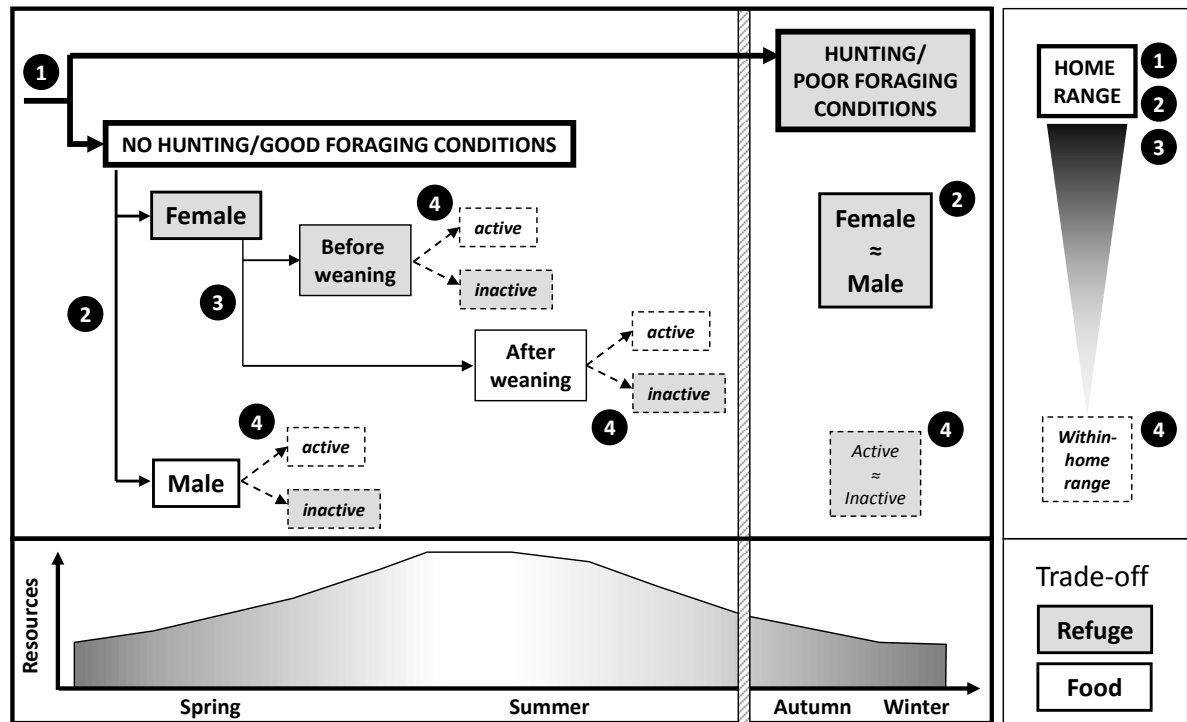 1
HUNTING/
POOR FORAGING
CONDITIONS
NO HUNTING/GOOD FORAGING CONDITIONS
Female
Before
weaning
4
active
inactive
2
3
After
weaning
active
inactive
4
Male
4
active
inactive
Female
≈
Male
2
Active
≈
Inactive
4
Resources
Spring
Summer
Autumn
Winter
HOME
RANGE
1
2
3
Within-
home
range
4
Trade-off
Refuge
Food